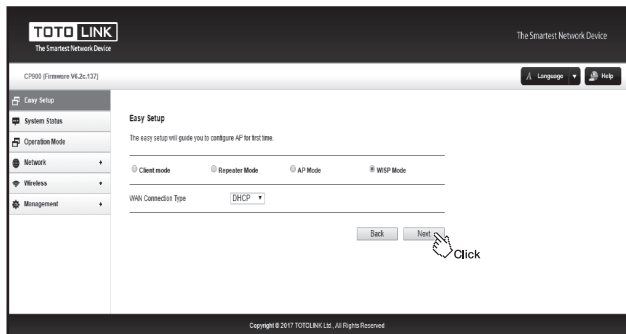 TOTO LINK
The Smartest Network Device
The Smartest Network Device
CP900 (Firmware V6.2c.137)
Language
Help
Easy Setup
System Status
Operation Mode
Network +
Wireless +
Management +
Easy Setup
The easy setup will guide you to configure AP for first time.
Client mode Repeater Mode AP Mode WISP Mode
WAN Connection Type DHCP
Back Next
Click
Copyright © 2017 TOTOLINK Ltd., All Rights Reserved